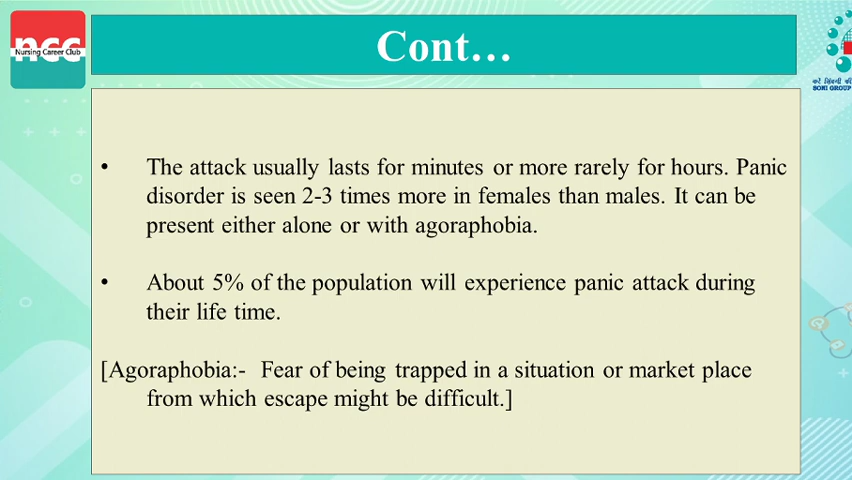 ncc
Nursing Career Club
Cont…
SONI GROUP
• The attack usually lasts for minutes or more rarely for hours. Panic
disorder is seen 2-3 times more in females than males. It can be
present either alone or with agoraphobia.
• About 5% of the population will experience panic attack during
their life time.
[Agoraphobia:- Fear of being trapped in a situation or market place
from which escape might be difficult.]